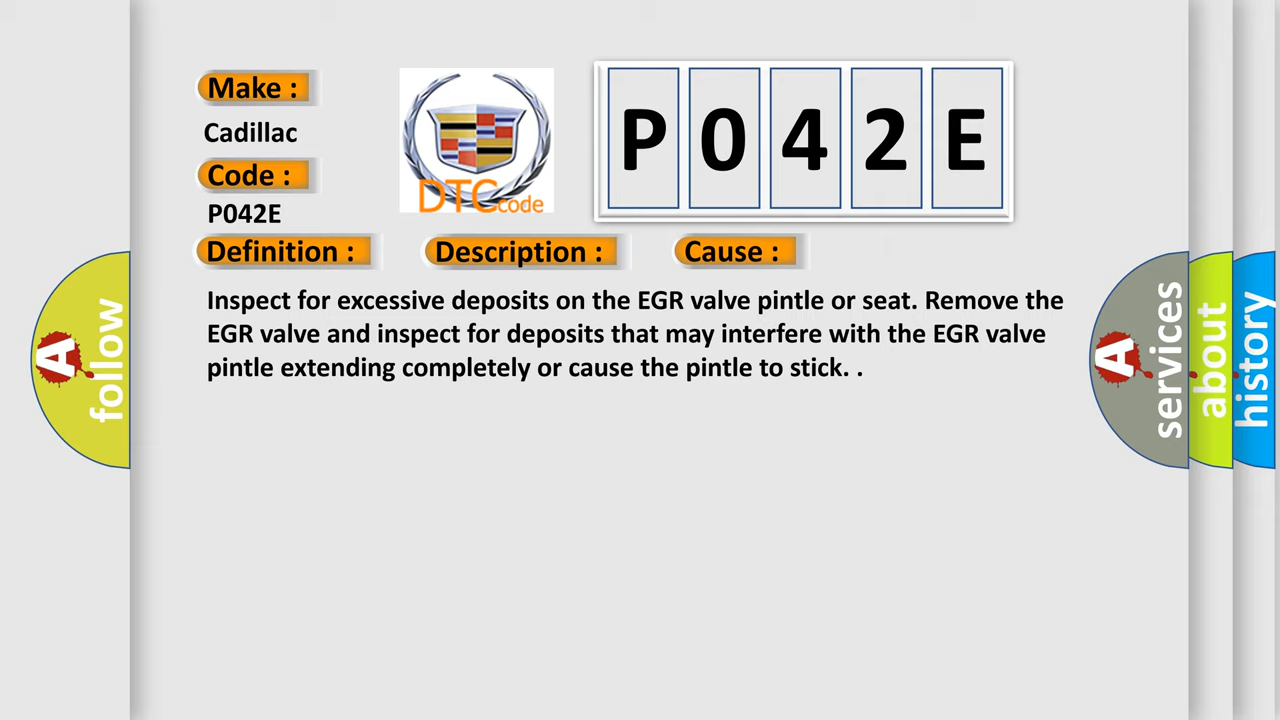 Make :
Cadillac
Code :
P042E
DTC code
P 0 4 2 E
Definition :
Description :
Cause :
Inspect for excessive deposits on the EGR valve pintle or seat. Remove the
EGR valve and inspect for deposits that may interfere with the EGR valve
pintle extending completely or cause the pintle to stick. .
A
follow
A
services
about
history